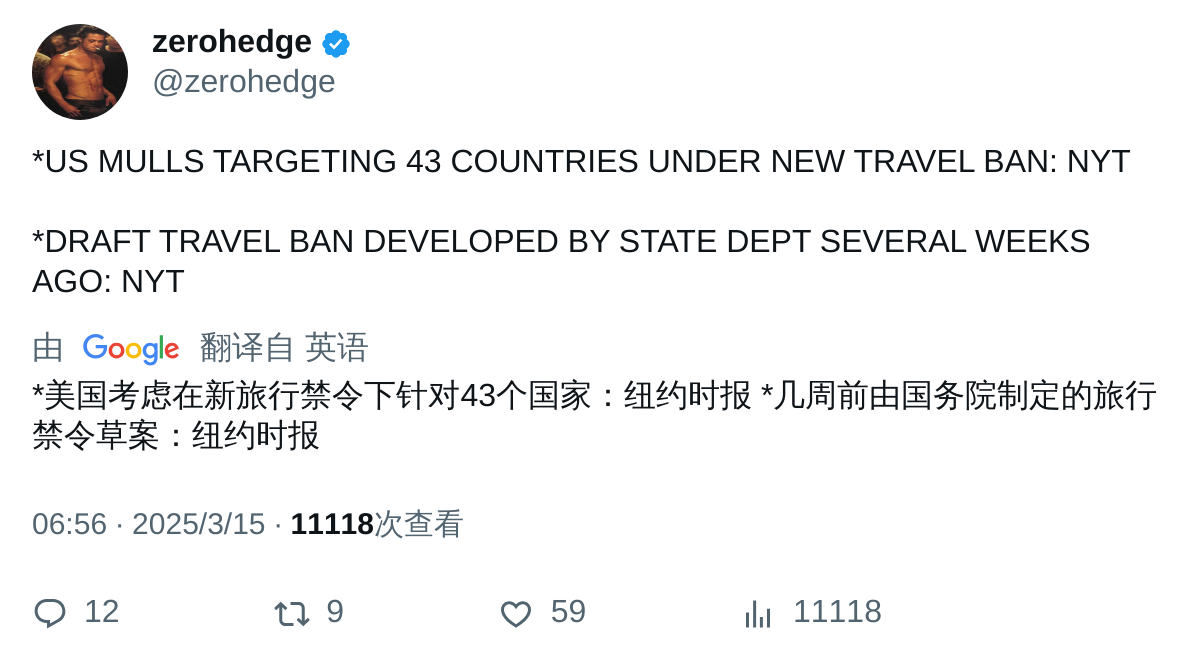 zerohedge
@zerohedge
*US MULLS TARGETING 43 COUNTRIES UNDER NEW TRAVEL BAN: NYT
*DRAFT TRAVEL BAN DEVELOPED BY STATE DEPT SEVERAL WEEKS
AGO: NYT
由 Google 翻译自 英语
*美国考虑在新旅行禁令下针对43个国家：纽约时报 *几周前由国务院制定的旅行
禁令草案：纽约时报
06:56 · 2025/3/15 · 11118次查看
12 9 59 11118